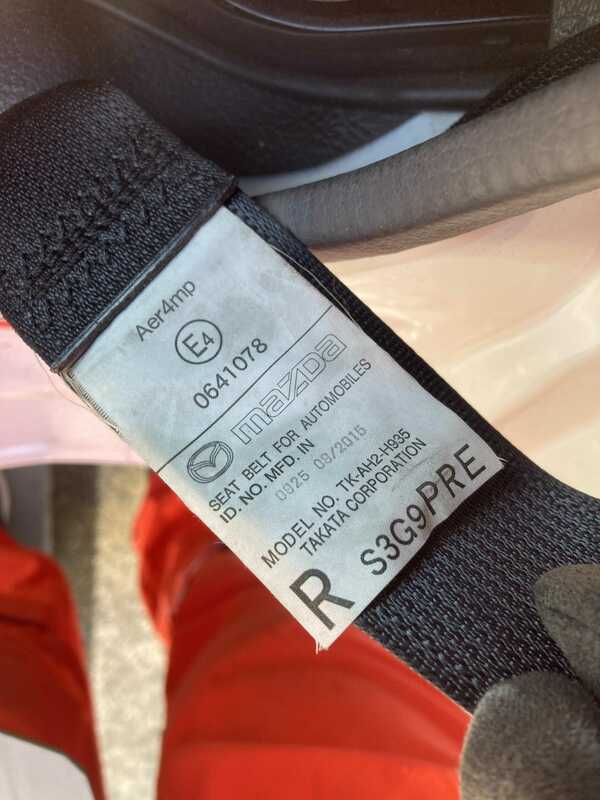 Aer4mp
E4
0641078
mazda
SEAT BELT FOR AUTOMOBILES
ID. NO. MFD. IN
0925 09/2015
MODEL NO. TK-AH2-H935
TAKATA CORPORATION
R S3G9PRE